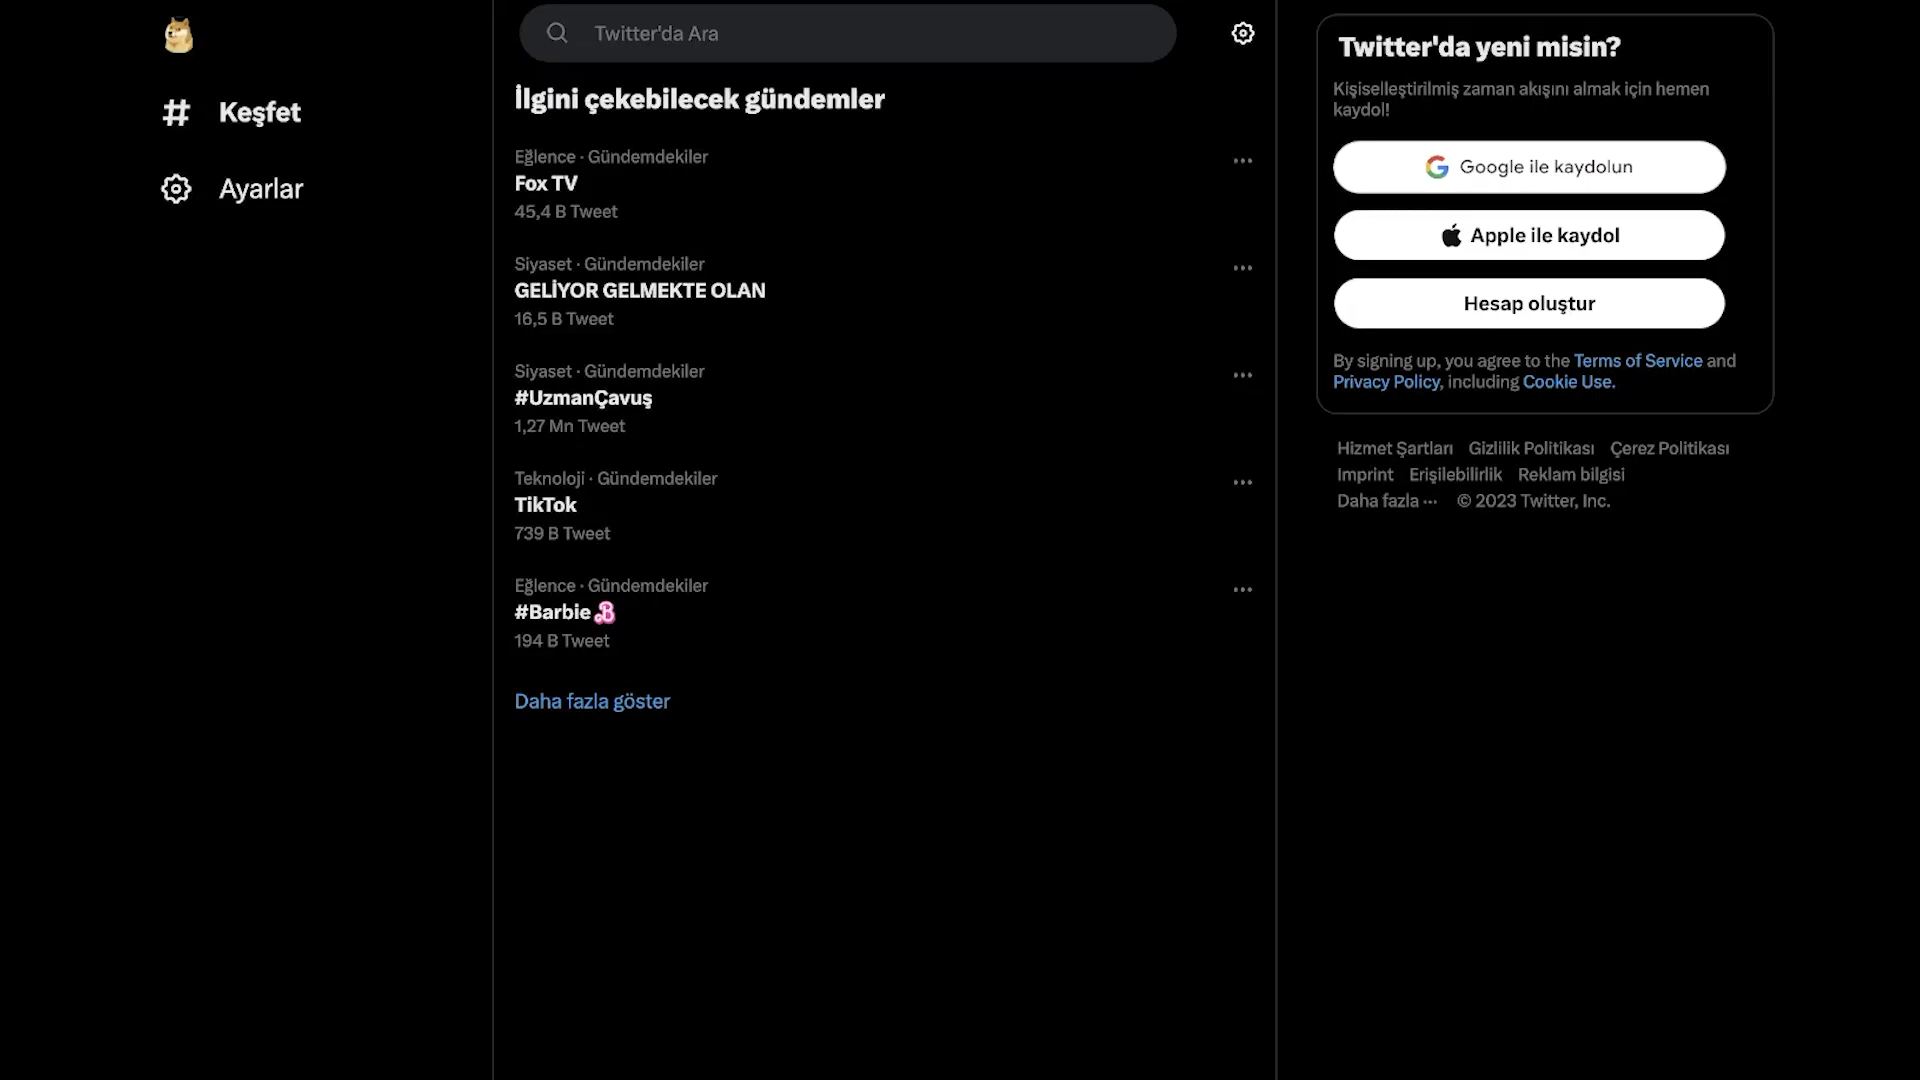 Keşfet
Ayarlar
Twitter'da Ara
İlgini çekebilecek gündemler
Eğlence · Gündemdekiler
Fox TV
45,4 B Tweet
Siyaset · Gündemdekiler
GELİYOR GELMEKTE OLAN
16,5 B Tweet
Siyaset · Gündemdekiler
#UzmanÇavuş
1,27 Mn Tweet
Teknoloji · Gündemdekiler
TikTok
739 B Tweet
Eğlence · Gündemdekiler
#Barbie
194 B Tweet
Daha fazla göster
Twitter'da yeni misin?
Kişiselleştirilmiş zaman akışını almak için hemen
kaydol!
Google ile kaydolun
Apple ile kaydol
Hesap oluştur
By signing up, you agree to the Terms of Service and
Privacy Policy, including Cookie Use.
Hizmet Şartları Gizlilik Politikası Çerez Politikası
Imprint Erişilebilirlik Reklam bilgisi
Daha fazla ··· © 2023 Twitter, Inc.